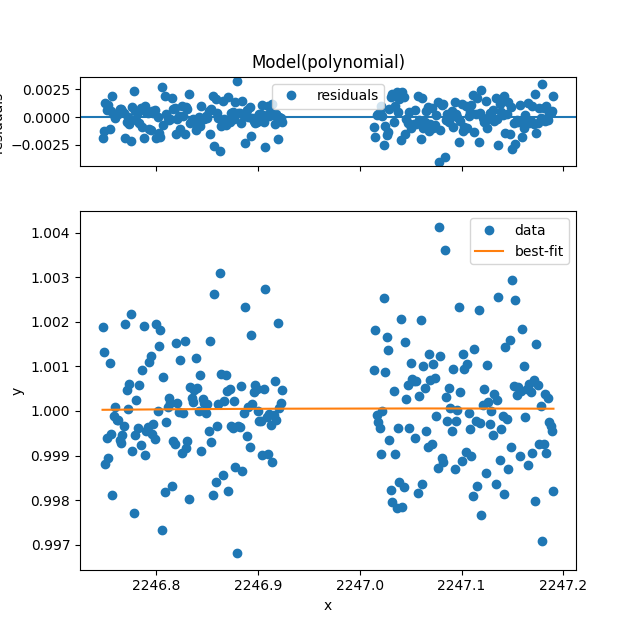 Model(polynomial)
residuals
0.0025
0.0000
−0.0025
residuals
data
best-fit
1.004
1.003
1.002
1.001
1.000
0.999
0.998
0.997
y
2246.8
2246.9
2247.0
2247.1
2247.2
x